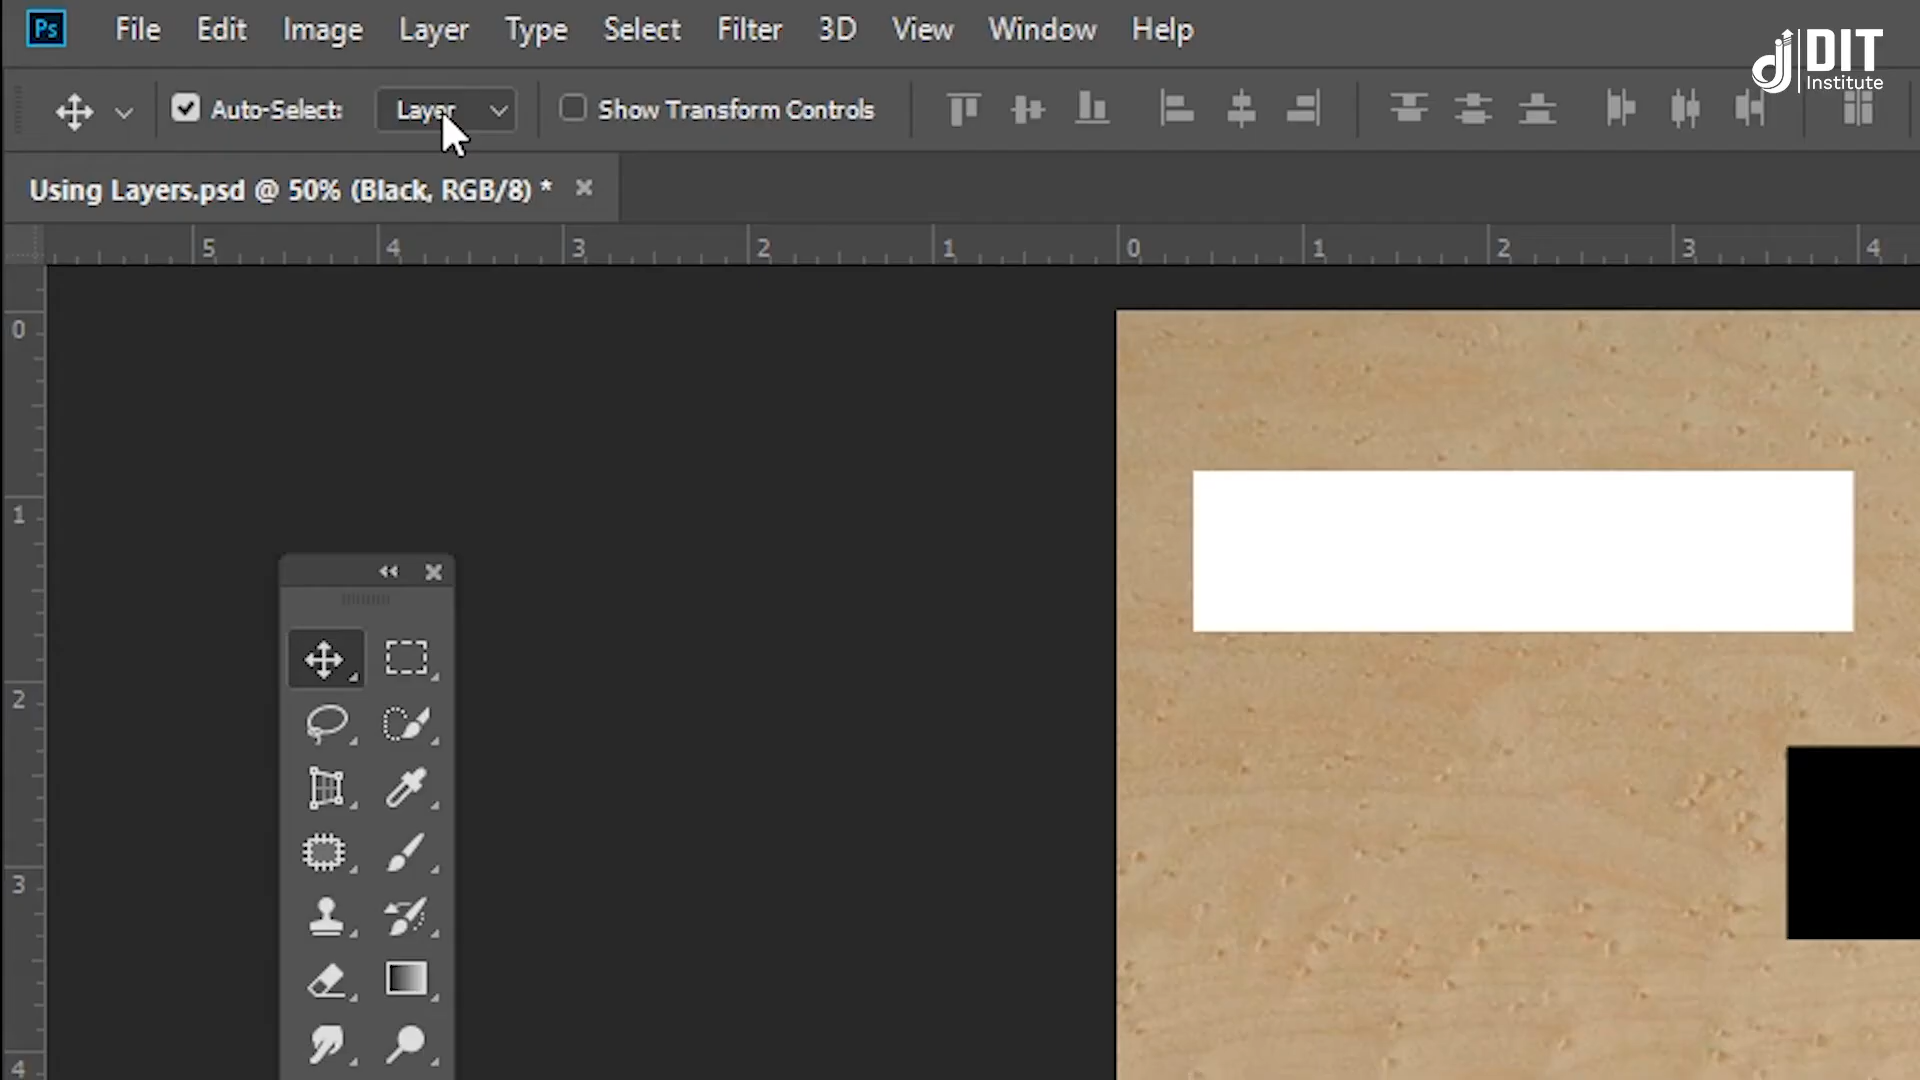 Ps File Edit Image Layer Type Select Filter 3D View Window Help
DIT
Institute
Auto-Select: Layer Show Transform Controls
Using Layers.psd @ 50% (Black, RGB/8) * ×
5 4 3 2 1 0 1 2 3 4
0
1
2
3
4